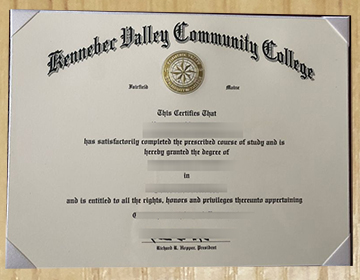 Kennebec Valley Community College
Fairfield Maine
This Certifies That
has satisfactorily completed the prescribed course of study and is
hereby granted the degree of
in
and is entitled to all the rights, honors and privileges thereunto appertaining
Richard R. Hopper, President